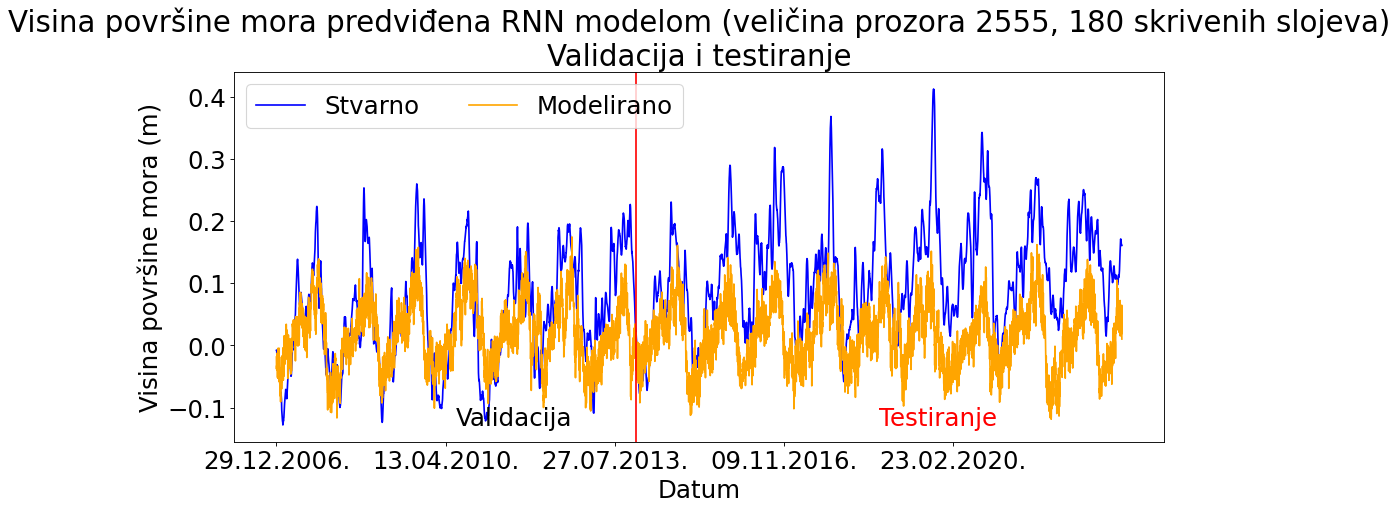 Visina površine mora predviđena RNN modelom (veličina prozora 2555, 180 skrivenih slojeva)
Validacija i testiranje
Stvarno Modelirano
Visina površine mora (m)
0.4
0.3
0.2
0.1
0.0
−0.1
Validacija Testiranje
29.12.2006. 13.04.2010. 27.07.2013. 09.11.2016. 23.02.2020.
Datum